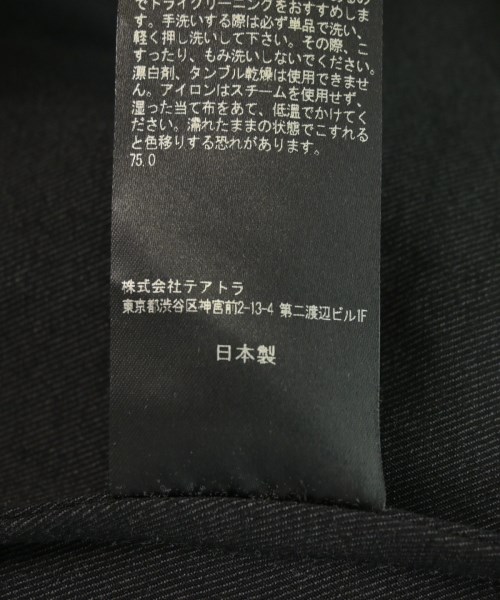 でドライクリーニングをおすすめしま
す。手洗いする際は必ず単品で洗い、
軽く押し洗いして下さい。その際、こ
すったり、もみ洗いしないでください。
漂白剤、タンブル乾燥は使用できませ
ん。アイロンはスチームを使用せず、
湿った当て布をあて、低温でかけてく
ださい。濡れたままの状態でこすれる
と色移りする恐れがあります。
75.0
株式会社テアトラ
東京都渋谷区神宮前2-13-4 第二渡辺ビル1F
日本製